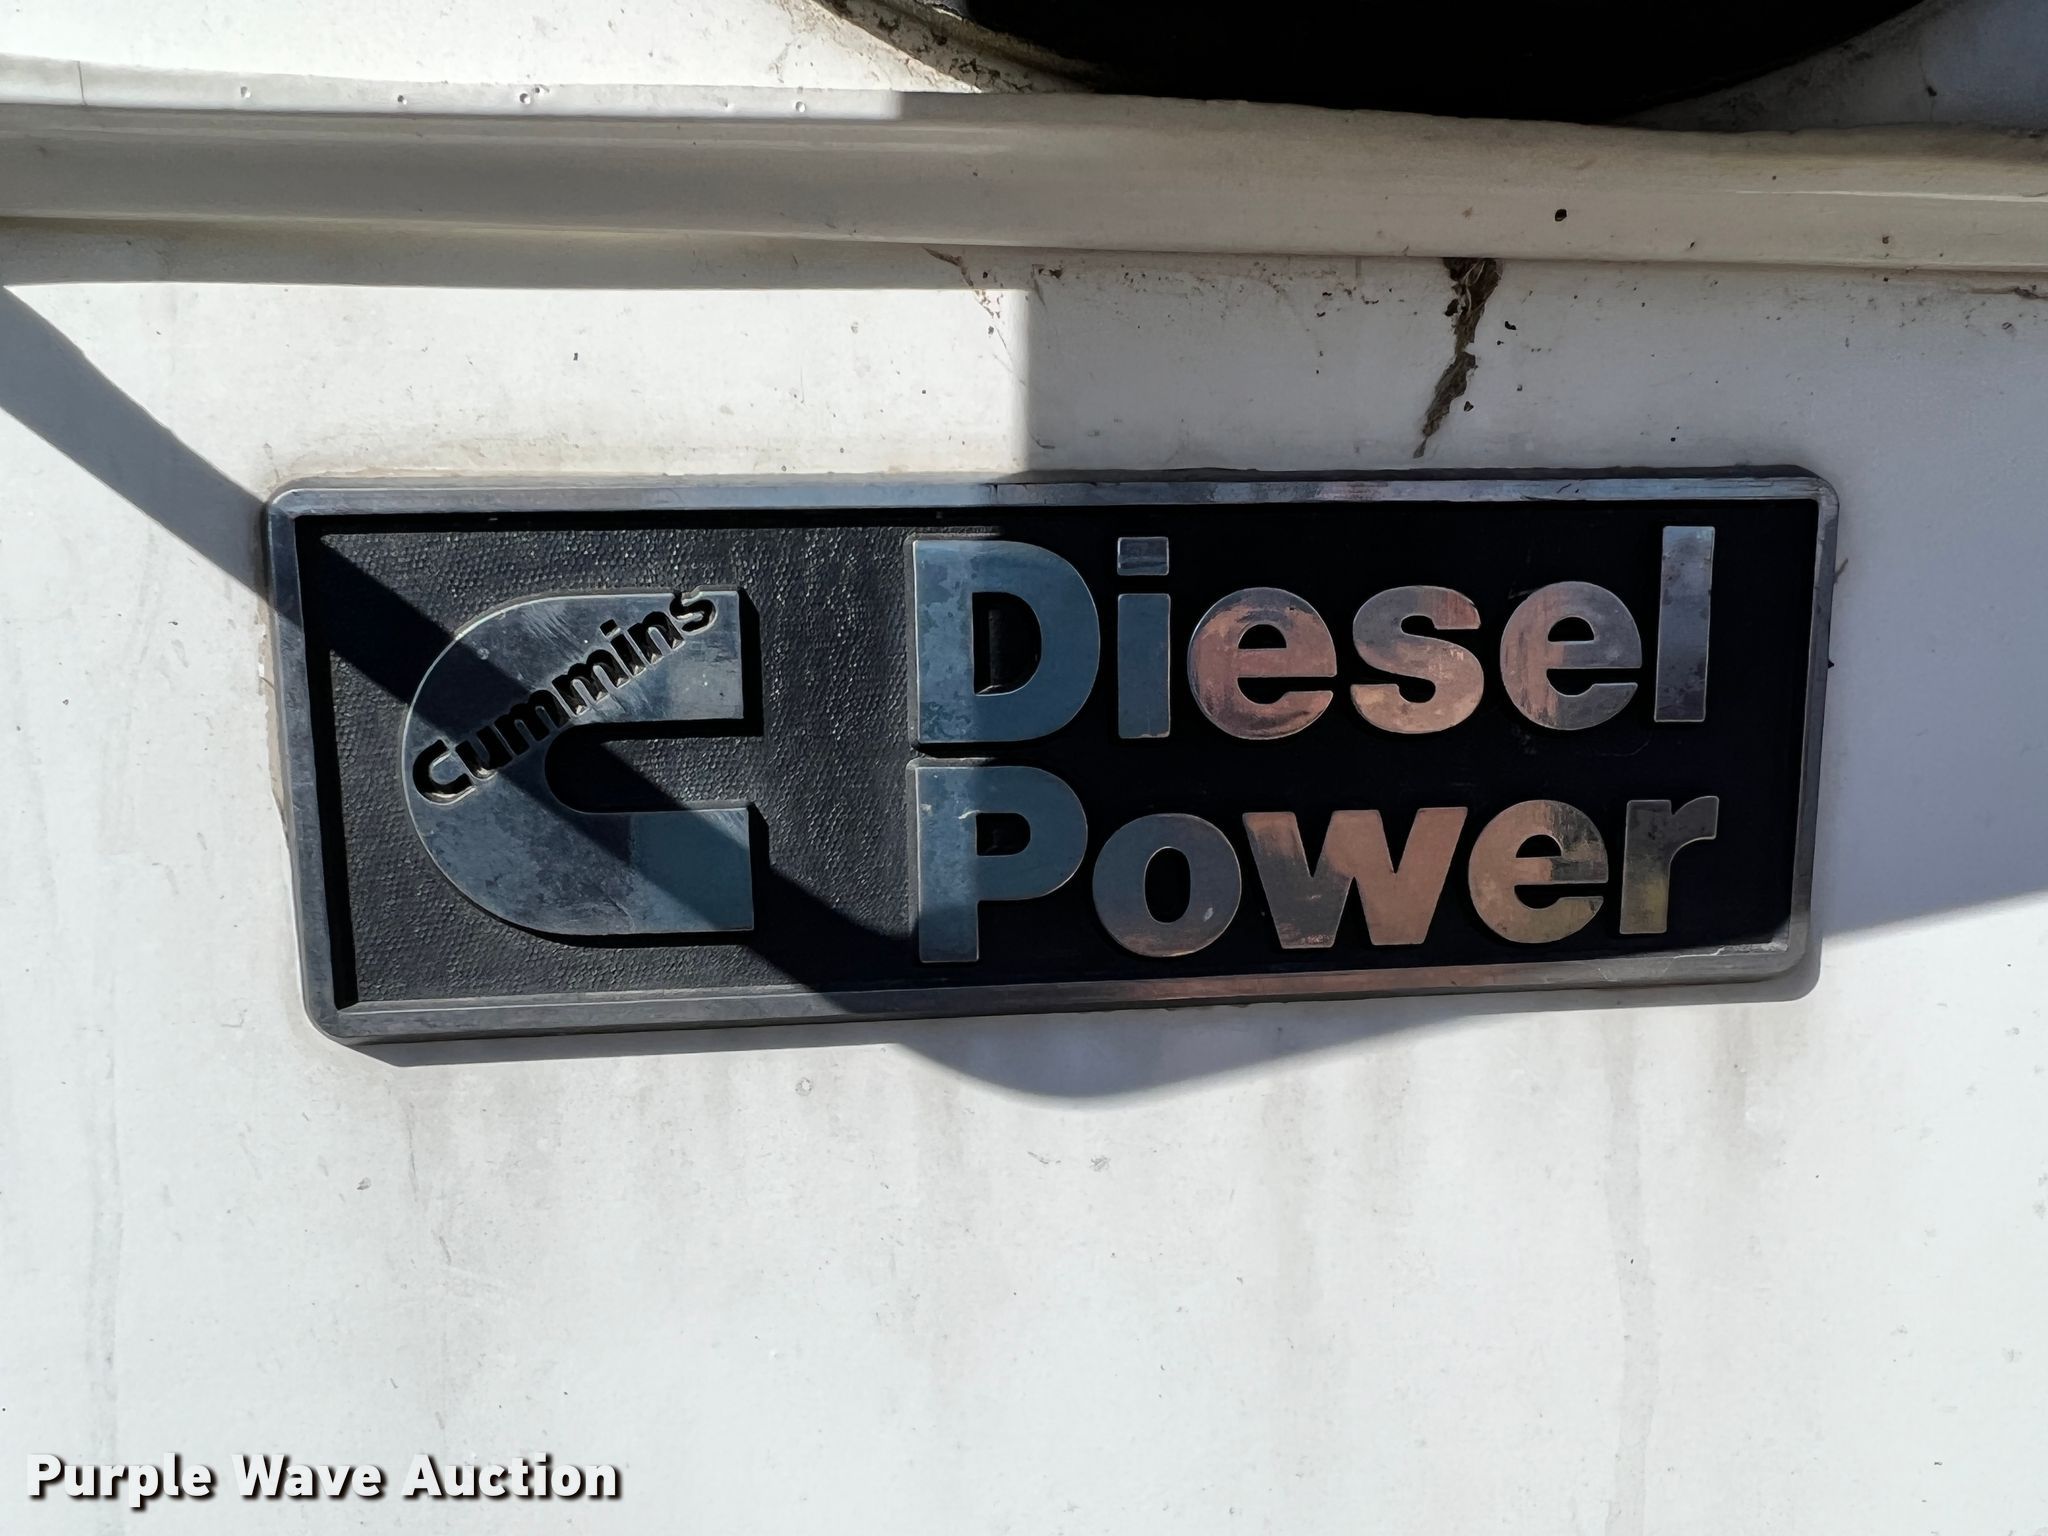 Cummins
Diesel
Power
Purple Wave Auction